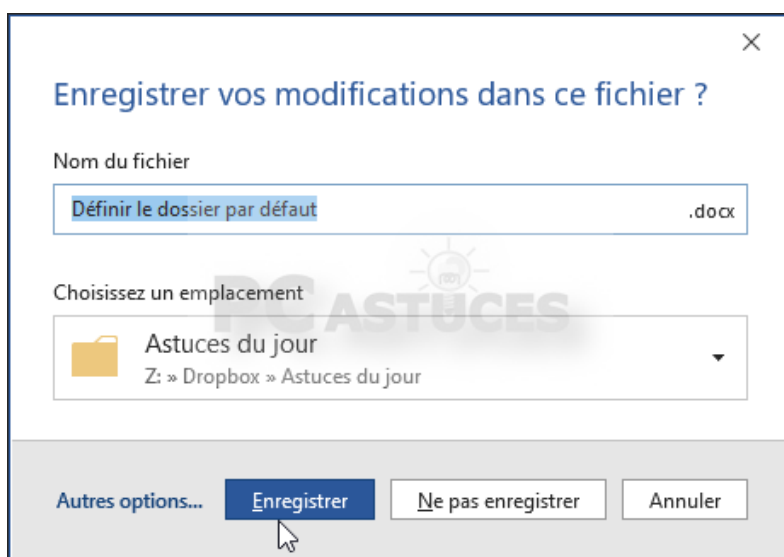 Enregistrer vos modifications dans ce fichier ?
Nom du fichier
Définir le dossier par défaut .docx
PC ASTUCES
Choisissez un emplacement
Astuces du jour
Z: » Dropbox » Astuces du jour
Autres options... Enregistrer Ne pas enregistrer Annuler